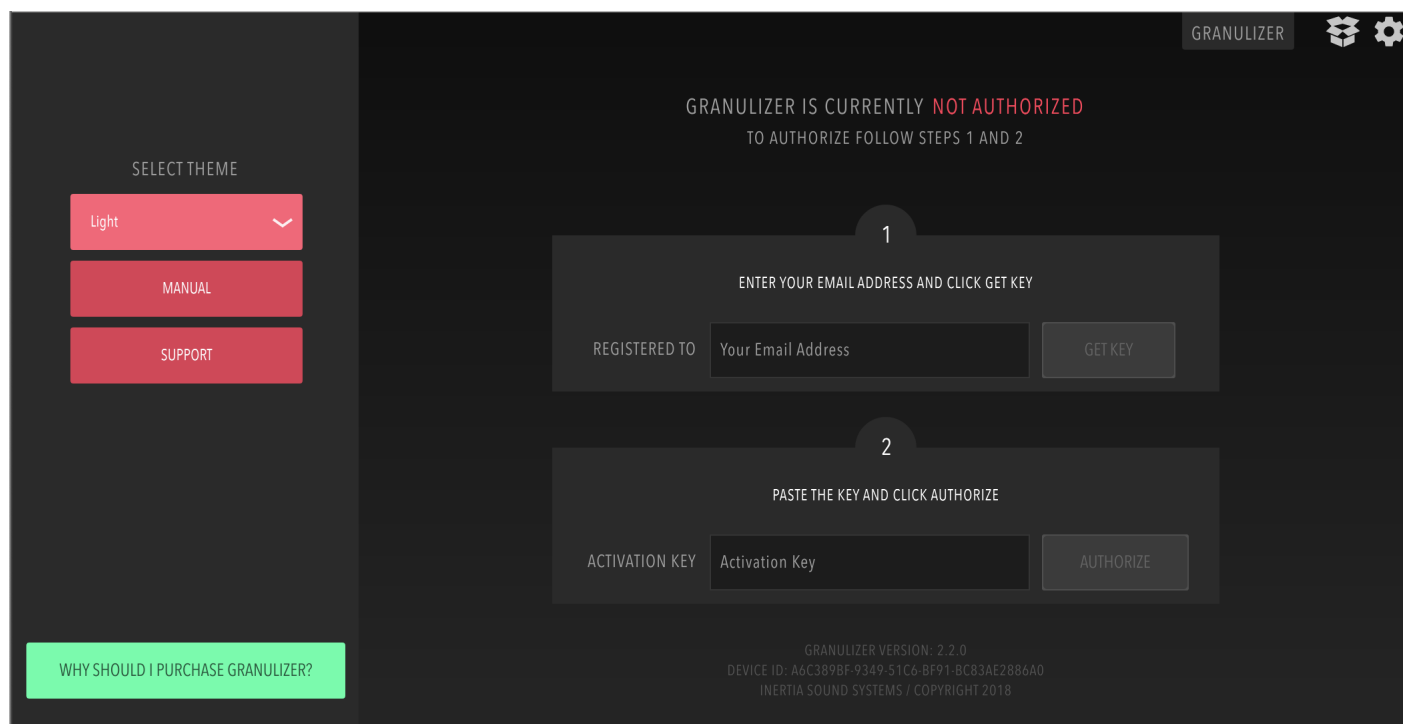 GRANULIZER
GRANULIZER IS CURRENTLY NOT AUTHORIZED
TO AUTHORIZE FOLLOW STEPS 1 AND 2
SELECT THEME
Light
MANUAL
SUPPORT
1
ENTER YOUR EMAIL ADDRESS AND CLICK GET KEY
REGISTERED TO Your Email Address GET KEY
2
PASTE THE KEY AND CLICK AUTHORIZE
ACTIVATION KEY Activation Key AUTHORIZE
WHY SHOULD I PURCHASE GRANULIZER?
GRANULIZER VERSION: 2.2.0
DEVICE ID: A6C389BF-9349-51C6-BF91-BC83AE2886A0
INERTIA SOUND SYSTEMS / COPYRIGHT 2018